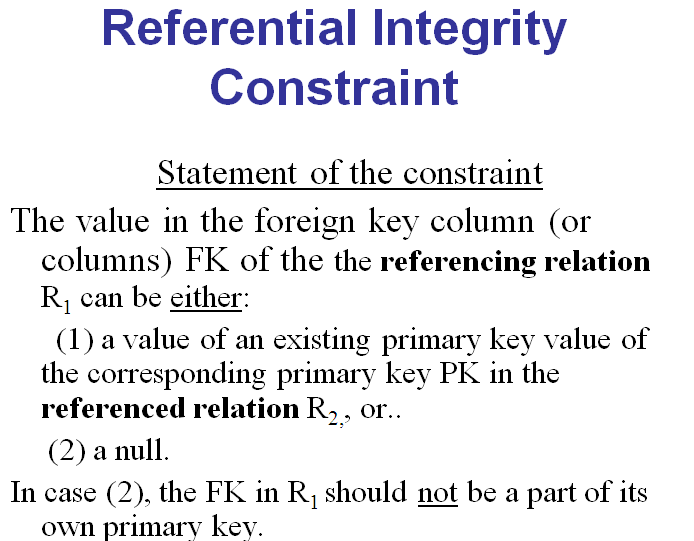 Referential Integrity
Constraint
Statement of the constraint
The value in the foreign key column (or
columns) FK of the the referencing relation
R1 can be either:
(1) a value of an existing primary key value of
the corresponding primary key PK in the
referenced relation R2,, or..
(2) a null.
In case (2), the FK in R1 should not be a part of its
own primary key.